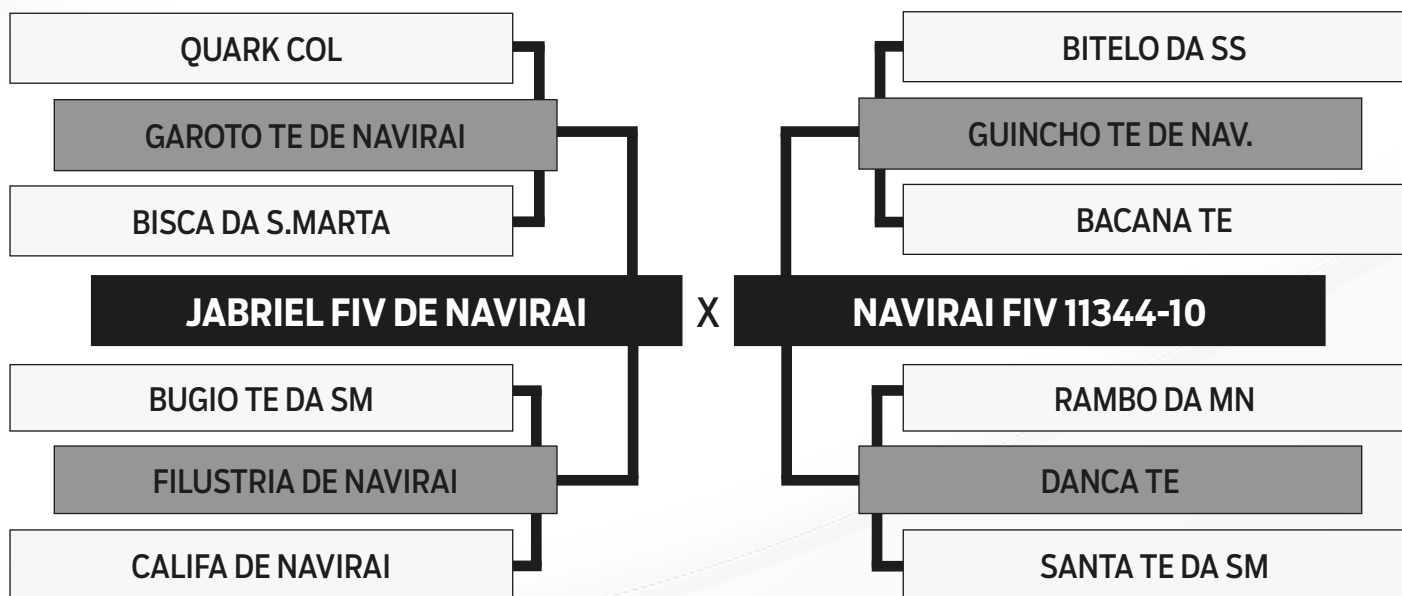 QUARK COL
GAROTO TE DE NAVIRAI
BISCA DA S.MARTA
JABRIEL FIV DE NAVIRAI
BUGIO TE DA SM
FILUSTRIA DE NAVIRAI
CALIFA DE NAVIRAI
X
BITELO DA SS
GUINCHO TE DE NAV.
BACANA TE
NAVIRAI FIV 11344-10
RAMBO DA MN
DANCA TE
SANTA TE DA SM